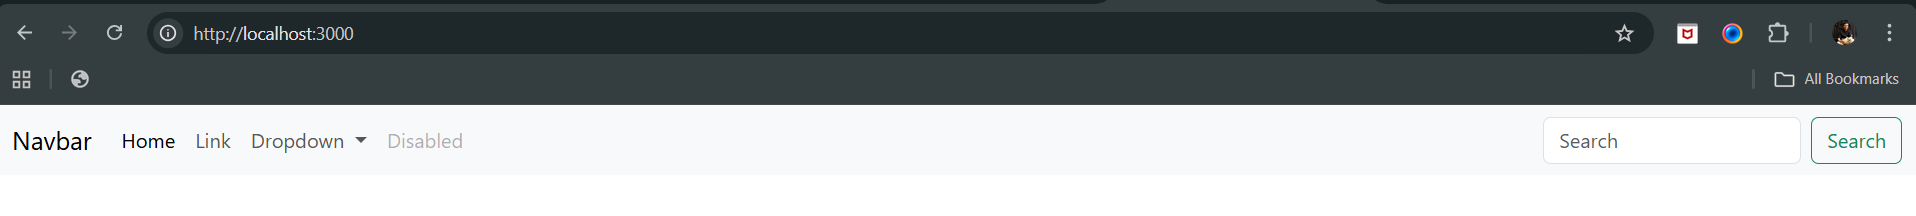 http://localhost:3000
All Bookmarks
Navbar Home Link Dropdown Disabled Search Search